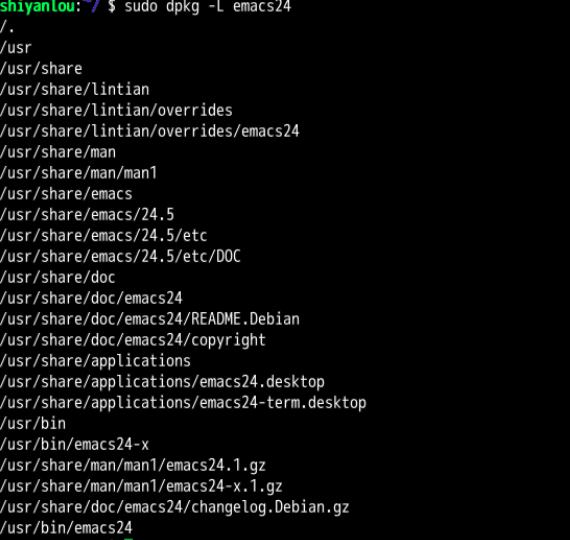 shiyanlou:~/ $ sudo dpkg -L emacs24
/.
/usr
/usr/share
/usr/share/lintian
/usr/share/lintian/overrides
/usr/share/lintian/overrides/emacs24
/usr/share/man
/usr/share/man/man1
/usr/share/emacs
/usr/share/emacs/24.5
/usr/share/emacs/24.5/etc
/usr/share/emacs/24.5/etc/DOC
/usr/share/doc
/usr/share/doc/emacs24
/usr/share/doc/emacs24/README.Debian
/usr/share/doc/emacs24/copyright
/usr/share/applications
/usr/share/applications/emacs24.desktop
/usr/share/applications/emacs24-term.desktop
/usr/bin
/usr/bin/emacs24-x
/usr/share/man/man1/emacs24.1.gz
/usr/share/man/man1/emacs24-x.1.gz
/usr/share/doc/emacs24/changelog.Debian.gz
/usr/bin/emacs24